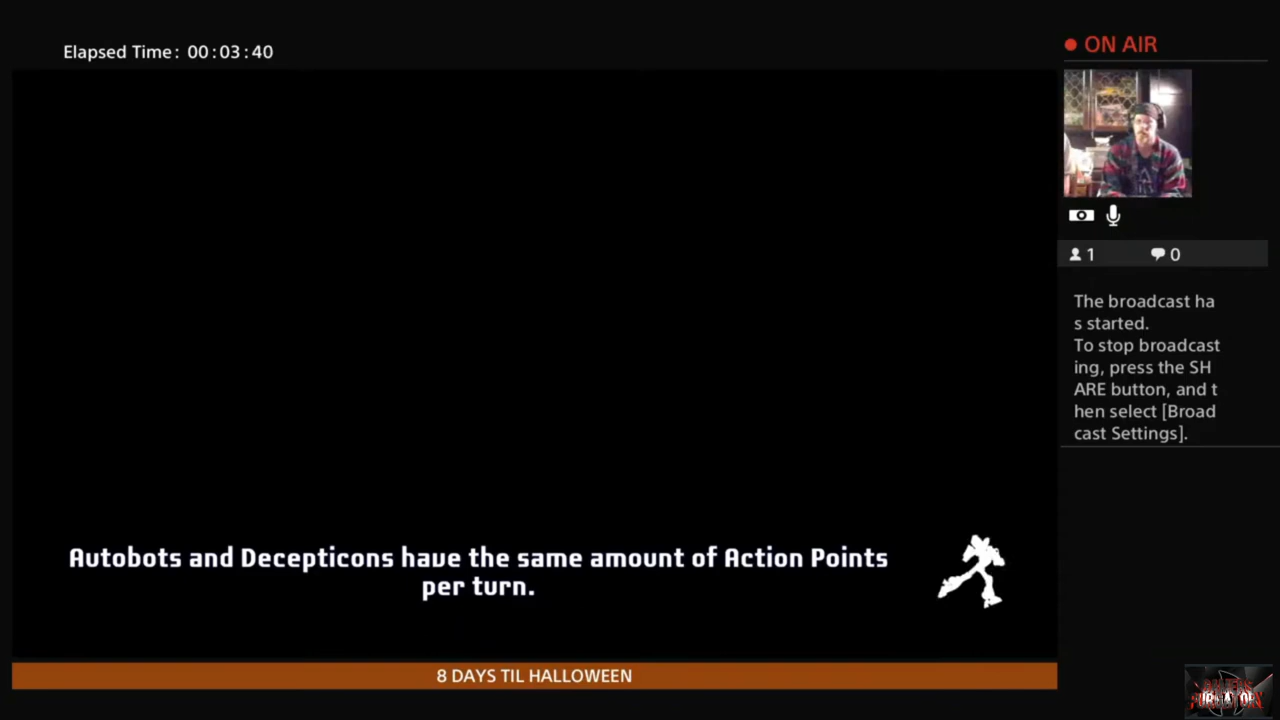 Elapsed Time: 00:03:40
ON AIR
1 0
The broadcast ha
s started.
To stop broadcast
ing, press the SH
ARE button, and t
hen select [Broad
cast Settings].
Autobots and Decepticons have the same amount of Action Points
per turn.
8 DAYS TIL HALLOWEEN